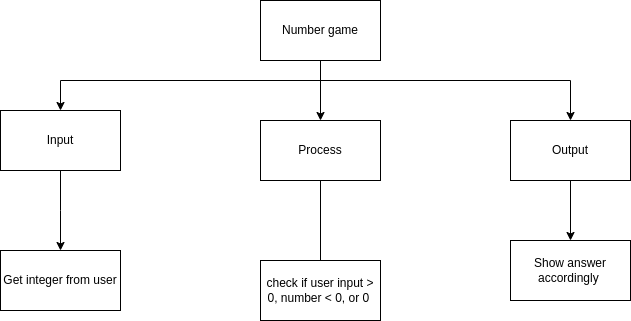 Number game
Input
Process
Output
Get integer from user
check if user input >
0, number < 0, or 0
Show answer
accordingly